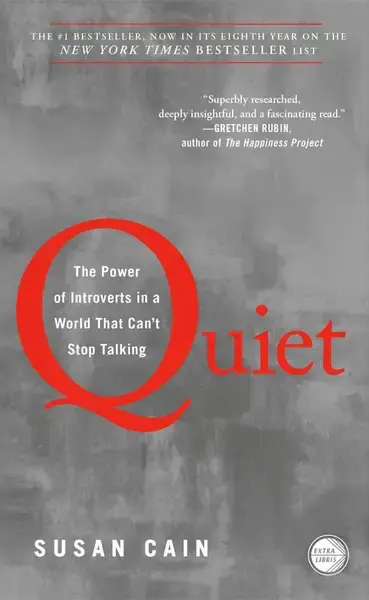 THE #1 BESTSELLER, NOW IN ITS EIGHTH YEAR ON THE
NEW YORK TIMES BESTSELLER LIST
“Superbly researched,
deeply insightful, and a fascinating read.”
—GRETCHEN RUBIN,
author of The Happiness Project
Quiet
The Power
of Introverts in a
World That Can't
Stop Talking
SUSAN CAIN
EXTRA
LIBRIS